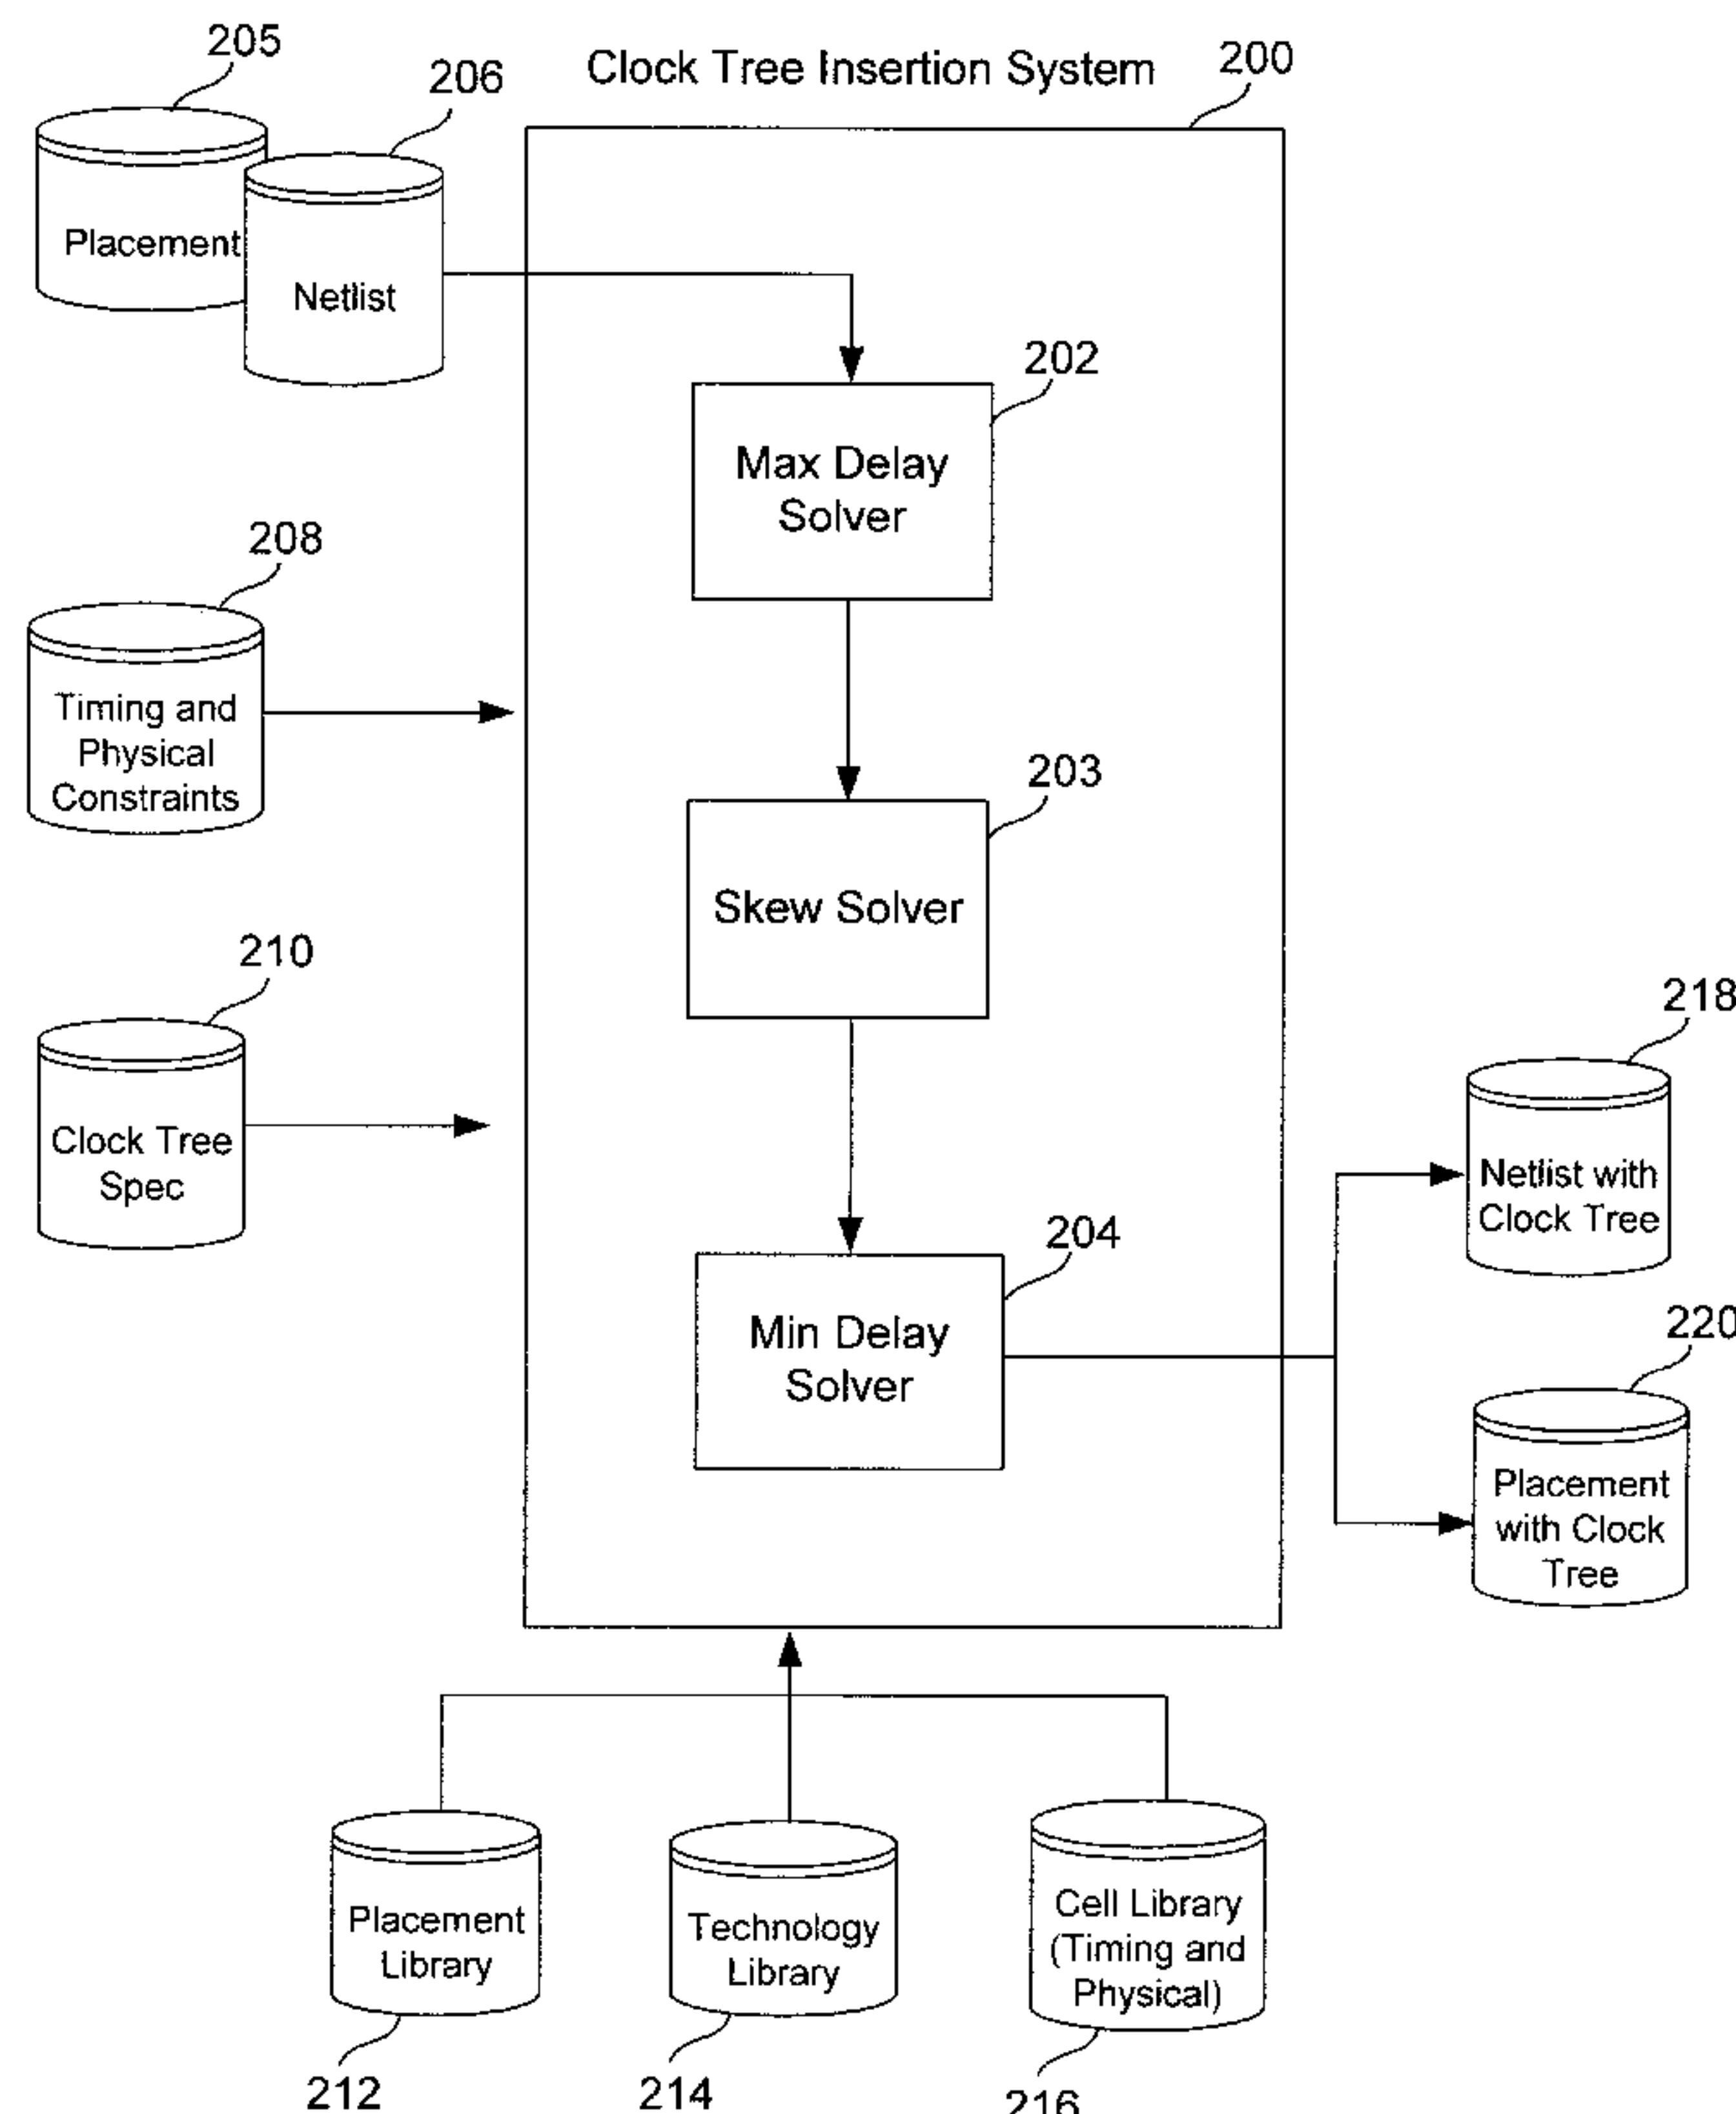 205
206
Clock Tree Insertion System
200
Placement
Netlist
202
Max Delay
Solver
208
Timing and
Physical
Constraints
203
Skew Solver
210
Clock Tree
Spec
218
Netlist with
Clock Tree
204
Min Delay
Solver
220
Placement
with Clock
Tree
Placement
Library
Technology
Library
Cell Library
(Timing and
Physical)
212
214
216